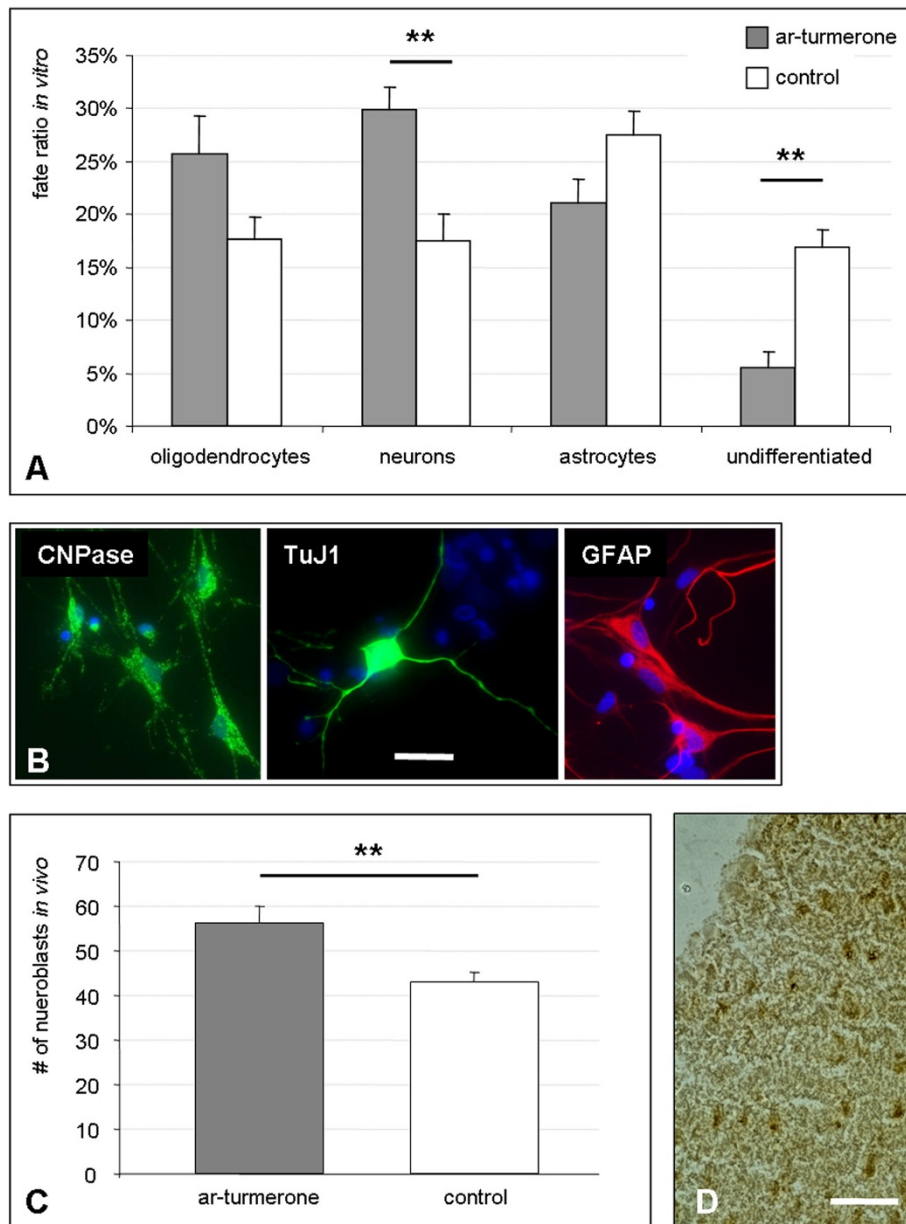 **
ar-turmerone
control
**
fate ratio in vitro
35%
30%
25%
20%
15%
10%
5%
0%
oligodendrocytes neurons astrocytes undifferentiated
A
CNPase TuJ1 GFAP
B
**
# of nueroblasts in vivo
70
60
50
40
30
20
10
0
ar-turmerone control
C
D